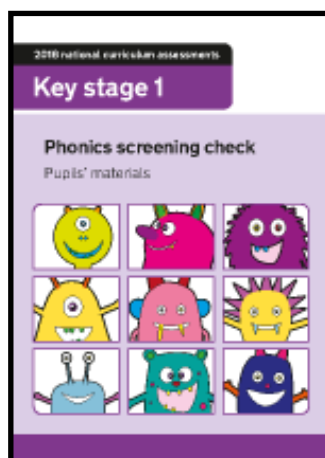 2018 national curriculum assessments
Key stage 1
Phonics screening check
Pupils' materials